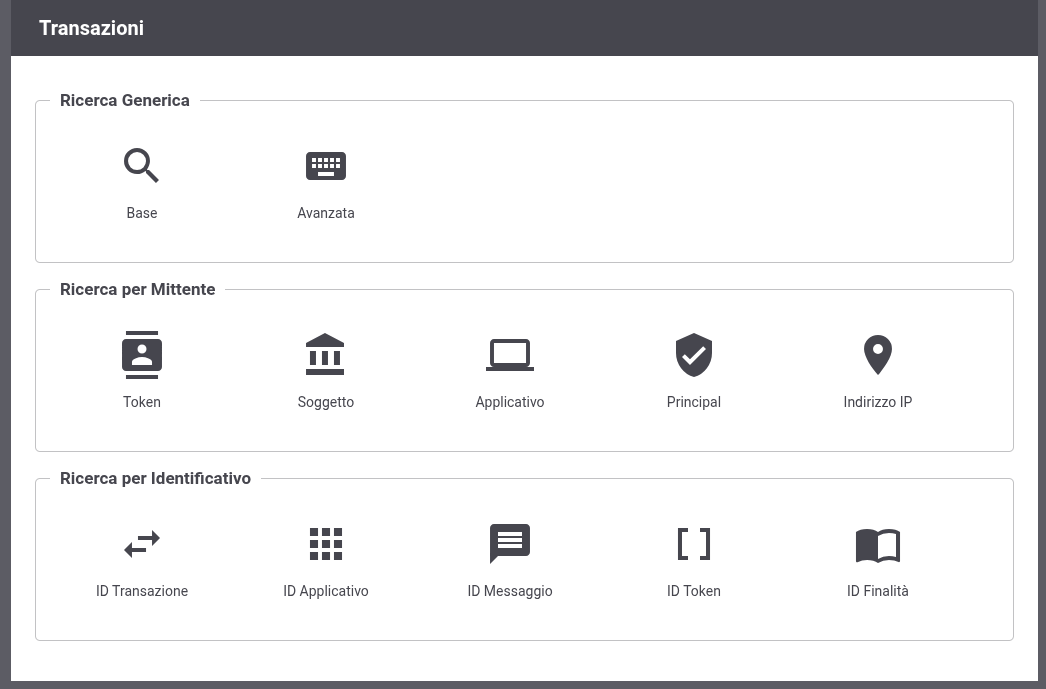 Transazioni
Ricerca Generica
Base
Avanzata
Ricerca per Mittente
Token
Soggetto
Applicativo
Principal
Indirizzo IP
Ricerca per Identificativo
ID Transazione
ID Applicativo
ID Messaggio
ID Token
ID Finalità